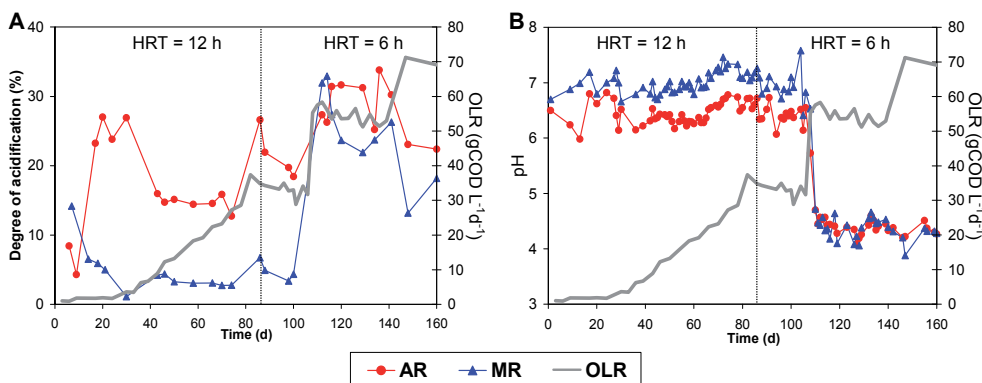 A
HRT = 12 h
HRT = 6 h
Degree of acidification (%)
40
30
20
10
0
80
70
60
50
40
30
20
10
0
OLR (gCOD L⁻¹d⁻¹)
0 20 40 60 80 100 120 140 160
Time (d)
B
HRT = 12 h
HRT = 6 h
pH
8
7
6
5
4
3
80
70
60
50
40
30
20
10
0
OLR (gCOD L⁻¹d⁻¹)
0 20 40 60 80 100 120 140 160
Time (d)
AR MR OLR